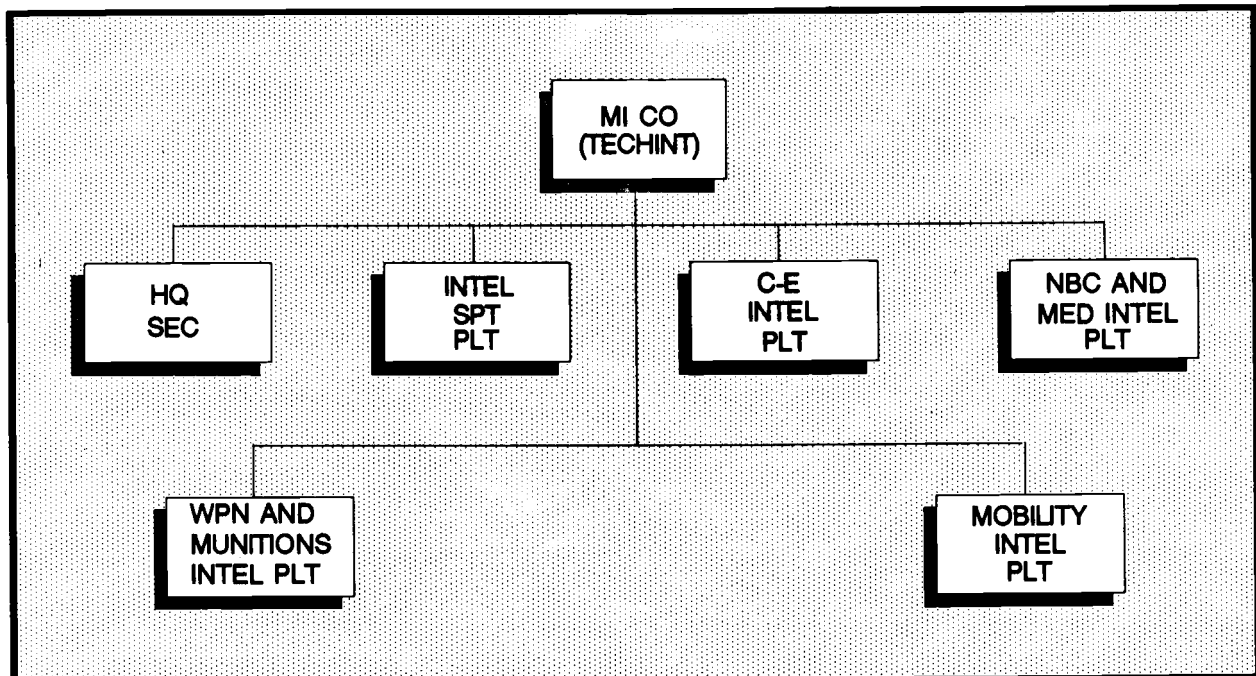 MI CO
(TECHINT)
HQ
SEC
INTEL
SPT
PLT
C-E
INTEL
PLT
NBC AND
MED INTEL
PLT
WPN AND
MUNITIONS
INTEL PLT
MOBILITY
INTEL
PLT